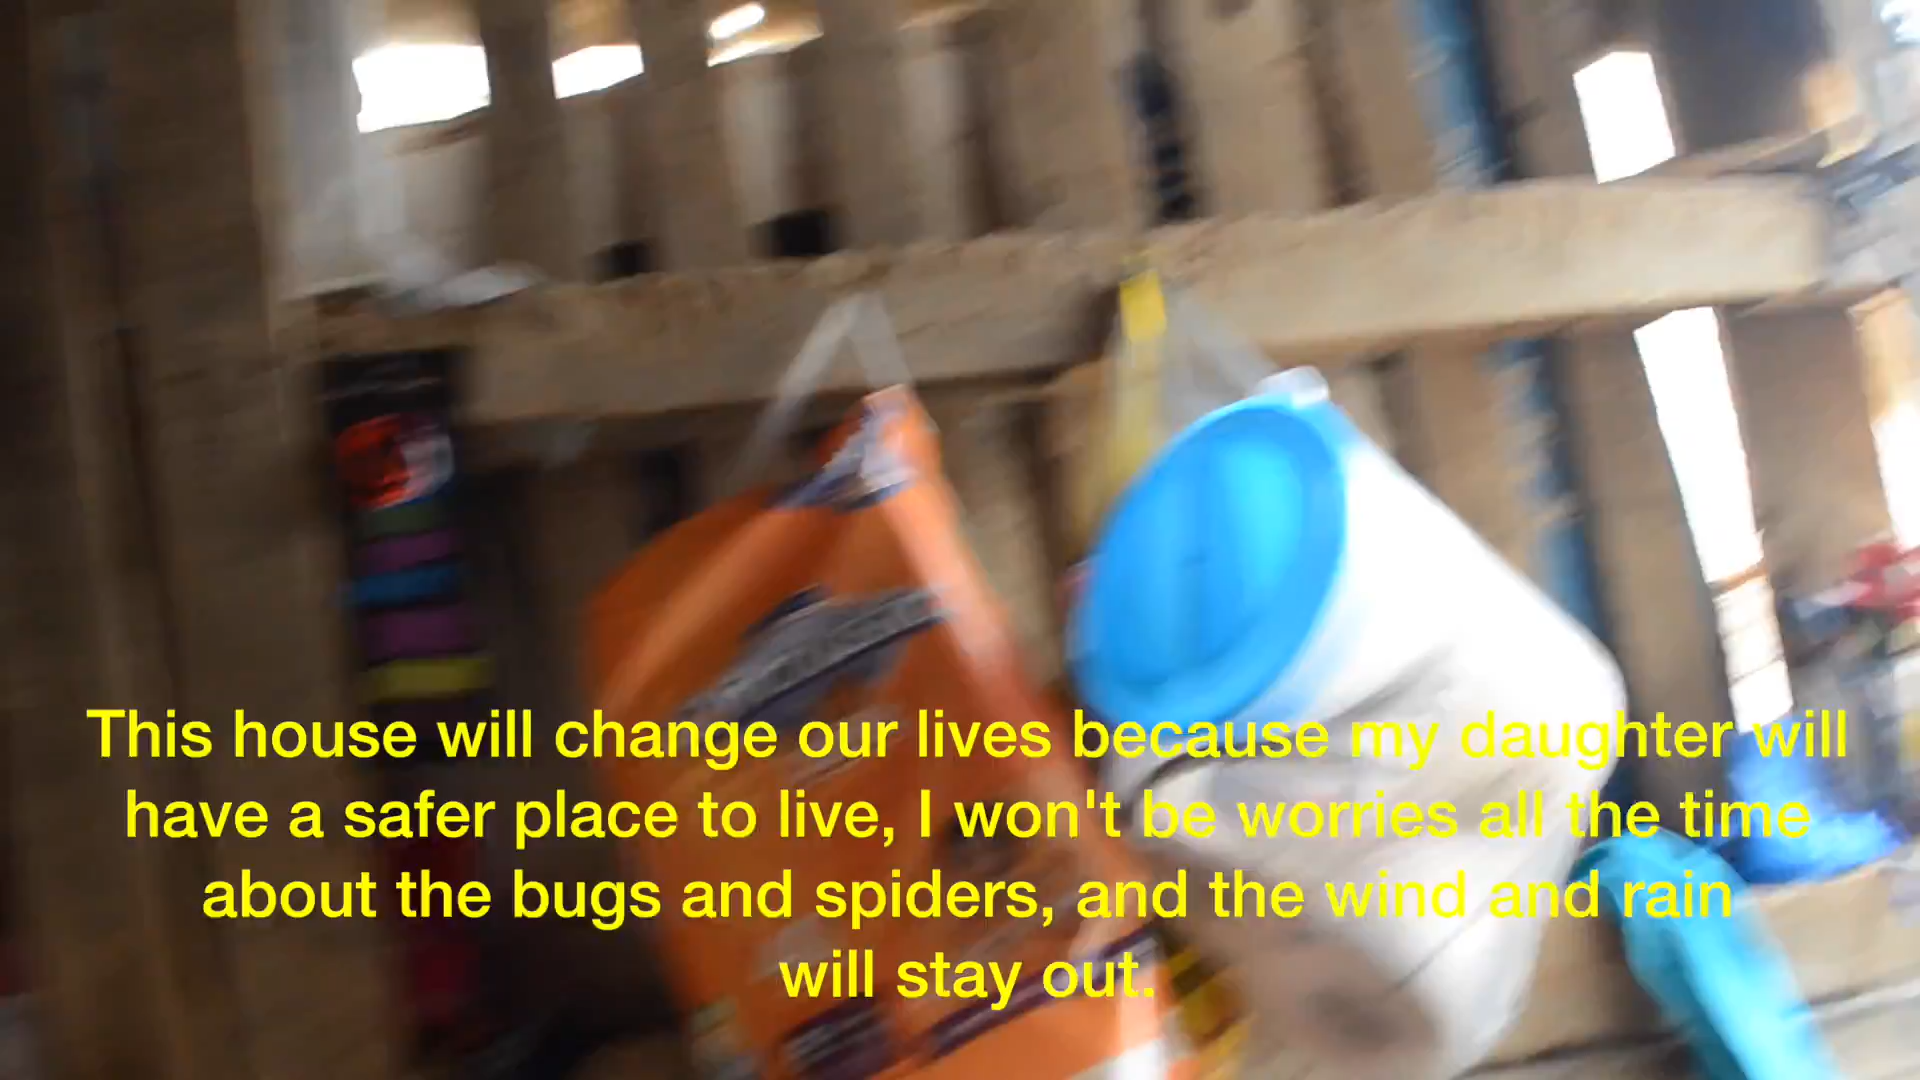 This house will change our lives because my daughter will
have a safer place to live, I won't be worries all the time
about the bugs and spiders, and the wind and rain
will stay out.